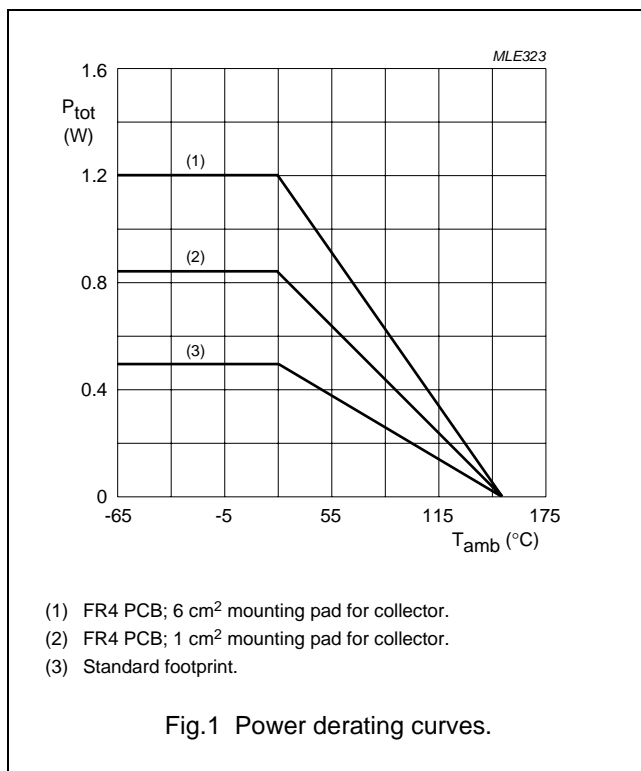 MLE323
1.6
P_tot
(W)
(1)
1.2
(2)
0.8
(3)
0.4
0
-65 -5 55 115 175
T_amb (°C)
(1) FR4 PCB; 6 cm² mounting pad for collector.
(2) FR4 PCB; 1 cm² mounting pad for collector.
(3) Standard footprint.
Fig.1 Power derating curves.